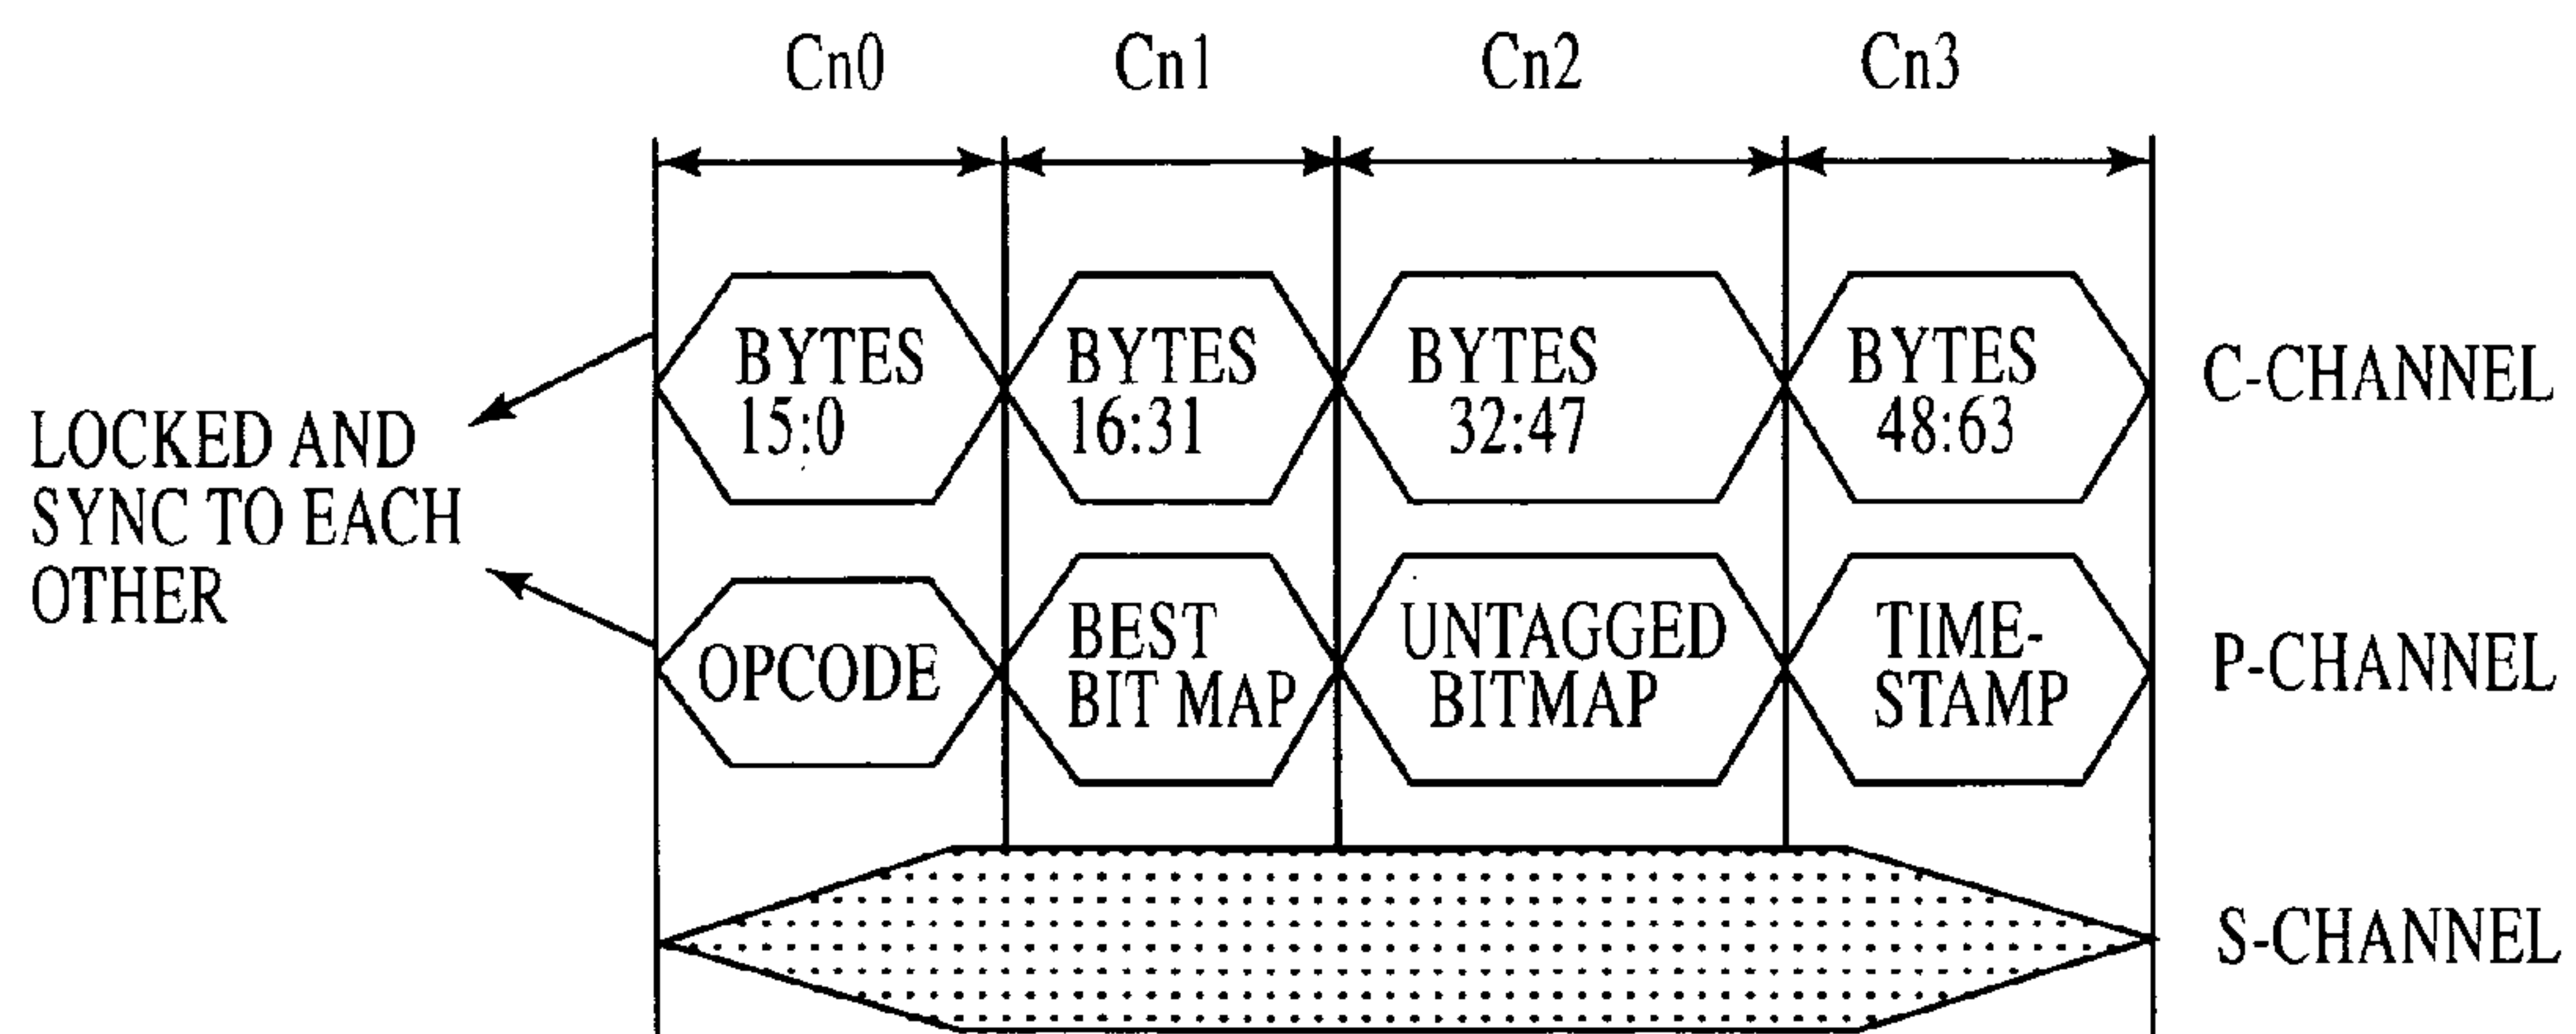 Cn0 Cn1 Cn2 Cn3
BYTES 15:0
BYTES 16:31
BYTES 32:47
BYTES 48:63
C-CHANNEL
LOCKED AND
SYNC TO EACH
OTHER
OPCODE
BEST
BIT MAP
UNTAGGED
BITMAP
TIME-
STAMP
P-CHANNEL
S-CHANNEL